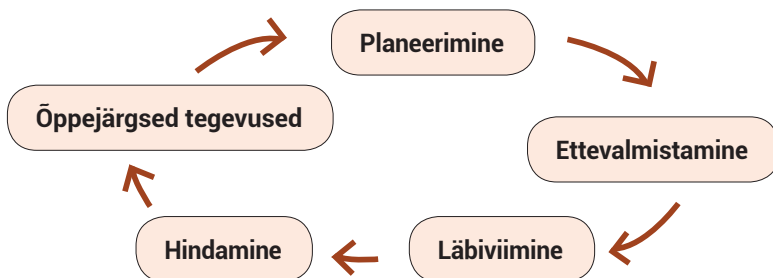 Planeerimine
Õppejärgsed tegevused
Ettevalmistamine
Hindamine
Läbiviimine